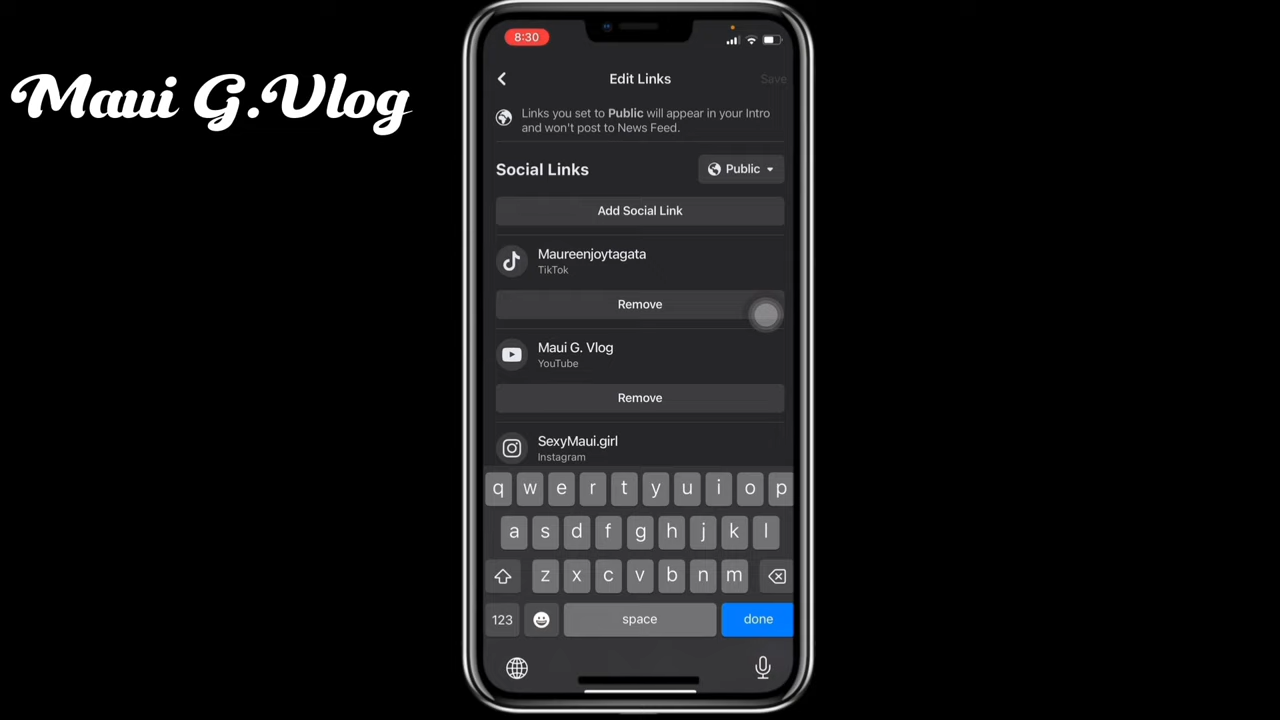 Maui G.Vlog
8:30
Edit Links
Save
Links you set to Public will appear in your Intro
and won't post to News Feed.
Social Links
Public
Add Social Link
Maureenjoytagata
TikTok
Remove
Maui G. Vlog
YouTube
Remove
SexyMaui.girl
Instagram
q w e r t y u i o p
a s d f g h j k l
z x c v b n m
123 space done